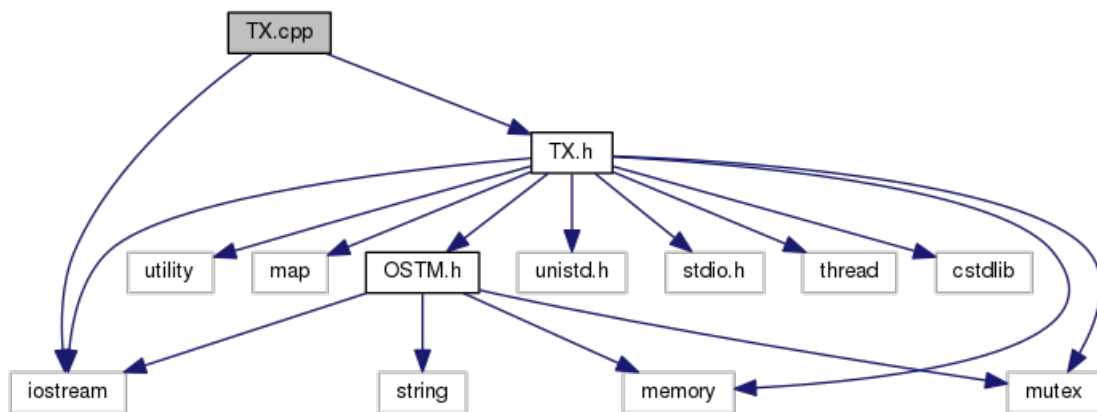 TX.cpp
TX.h
utility
map
OSTM.h
unistd.h
stdio.h
thread
cstdlib
iostream
string
memory
mutex